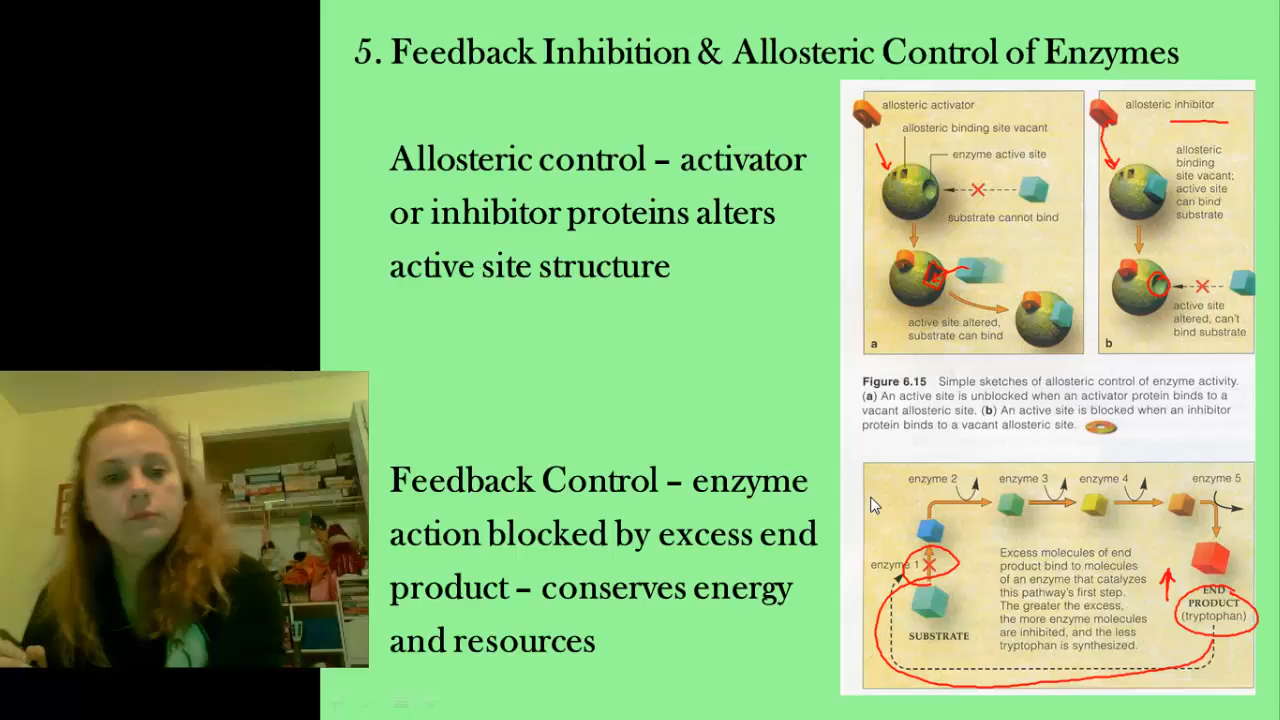 5. Feedback Inhibition & Allosteric Control of Enzymes
Allosteric control – activator
or inhibitor proteins alters
active site structure
Feedback Control – enzyme
action blocked by excess end
product – conserves energy
and resources
allosteric activator
allosteric binding site vacant
enzyme active site
substrate cannot bind
active site altered,
substrate can bind
a
allosteric inhibitor
allosteric
binding
site vacant;
active site
can bind
substrate
active site
altered, can't
bind substrate
b
Figure 6.15 Simple sketches of allosteric control of enzyme activity.
(a) An active site is unblocked when an activator protein binds to a
vacant allosteric site. (b) An active site is blocked when an inhibitor
protein binds to a vacant allosteric site.
enzyme 2
enzyme 3
enzyme 4
enzyme 5
enzyme 1
SUBSTRATE
Excess molecules of end
product bind to molecules
of an enzyme that catalyzes
this pathway's first step.
The greater the excess,
the more enzyme molecules
are inhibited, and the less
tryptophan is synthesized.
END
PRODUCT
(tryptophan)